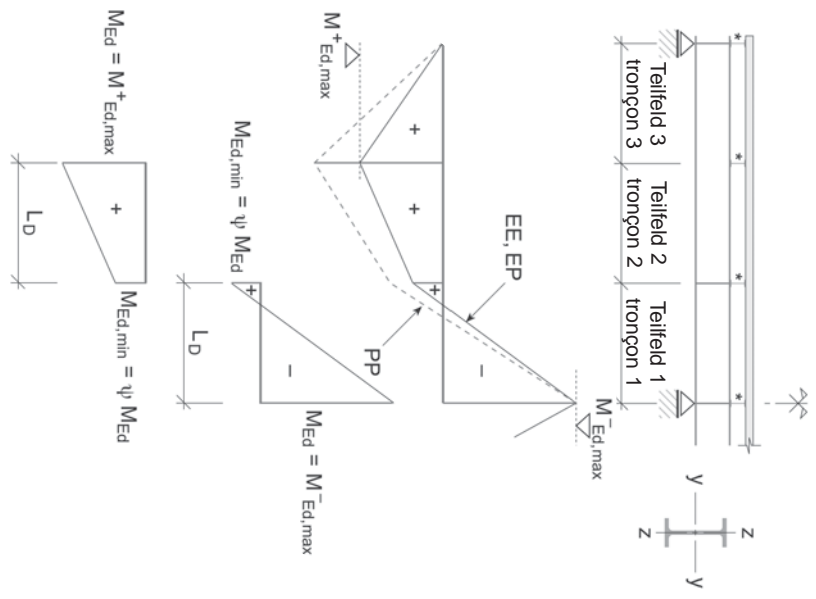 * * * *
z
y y
z
Teilfeld 3
tronçon 3
Teilfeld 2
tronçon 2
Teilfeld 1
tronçon 1
M⁻Ed,max
EE, EP
−
+ + +
PP
M⁺Ed,max
MEd = M⁻Ed,max
−
+
MEd,min = ψ MEd
LD
MEd = M⁺Ed,max
+
MEd,min = ψ MEd
LD